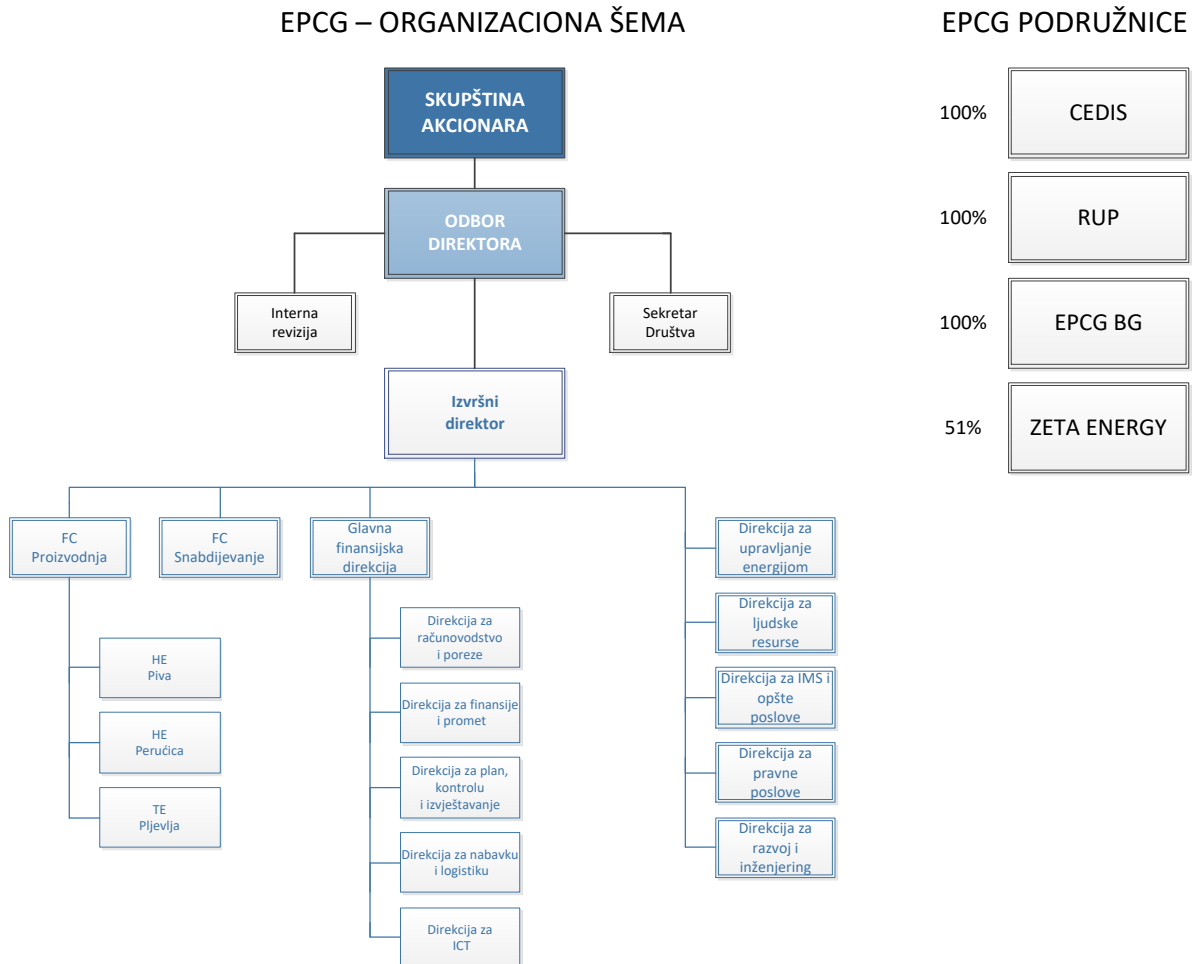 EPCG – ORGANIZACIONA ŠEMA
EPCG PODRUŽNICE
SKUPŠTINA
AKCIONARA
ODBOR
DIREKTORA
Interna
revizija
Sekretar
Društva
Izvršni
direktor
FC
Proizvodnja
HE
Piva
HE
Perućica
TE
Pljevlja
FC
Snabdijevanje
Glavna
finansijska
direkcija
Direkcija za
računovodstvo
i poreze
Direkcija za finansije
i promet
Direkcija za plan,
kontrolu
i izvještavanje
Direkcija za nabavku
i logistiku
Direkcija za
ICT
Direkcija za
upravljanje
energijom
Direkcija za
ljudske
resurse
Direkcija za IMS i
opšte
poslove
Direkcija za
pravne
poslove
Direkcija za
razvoj i
inženjering
100%
CEDIS
100%
RUP
100%
EPCG BG
51%
ZETA ENERGY